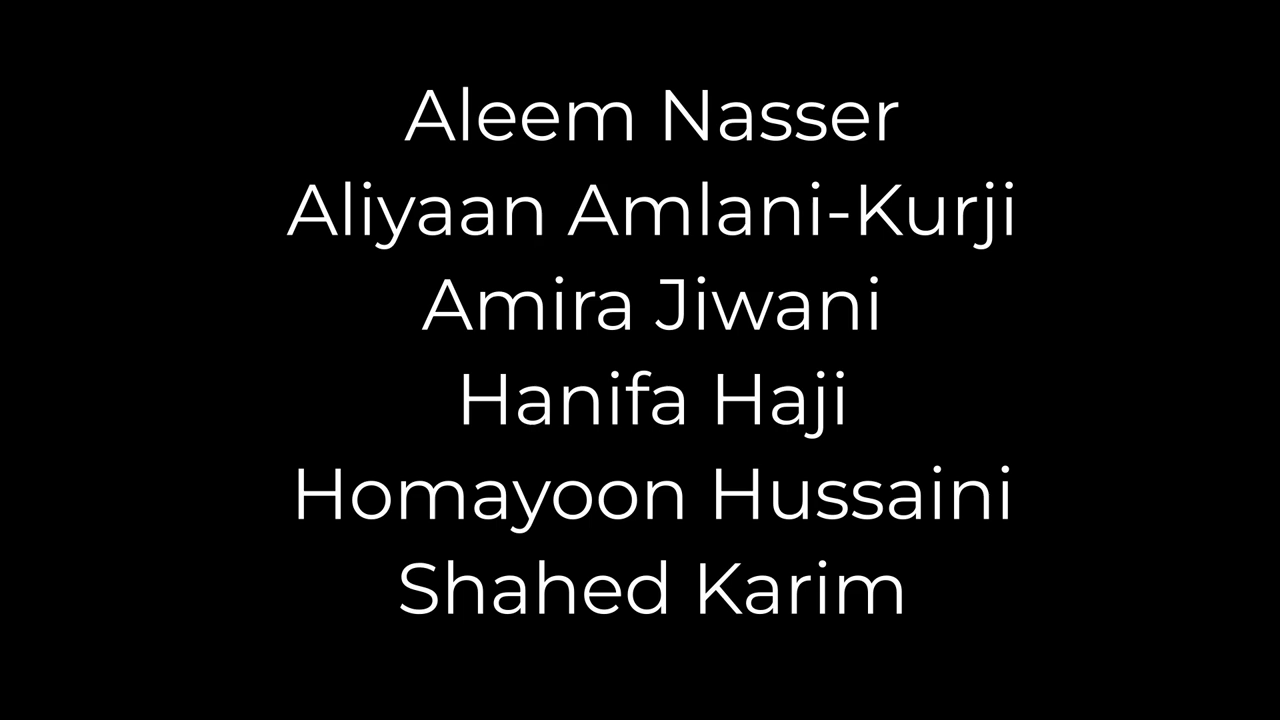 Aleem Nasser
Aliyaan Amlani-Kurji
Amira Jiwani
Hanifa Haji
Homayoon Hussaini
Shahed Karim